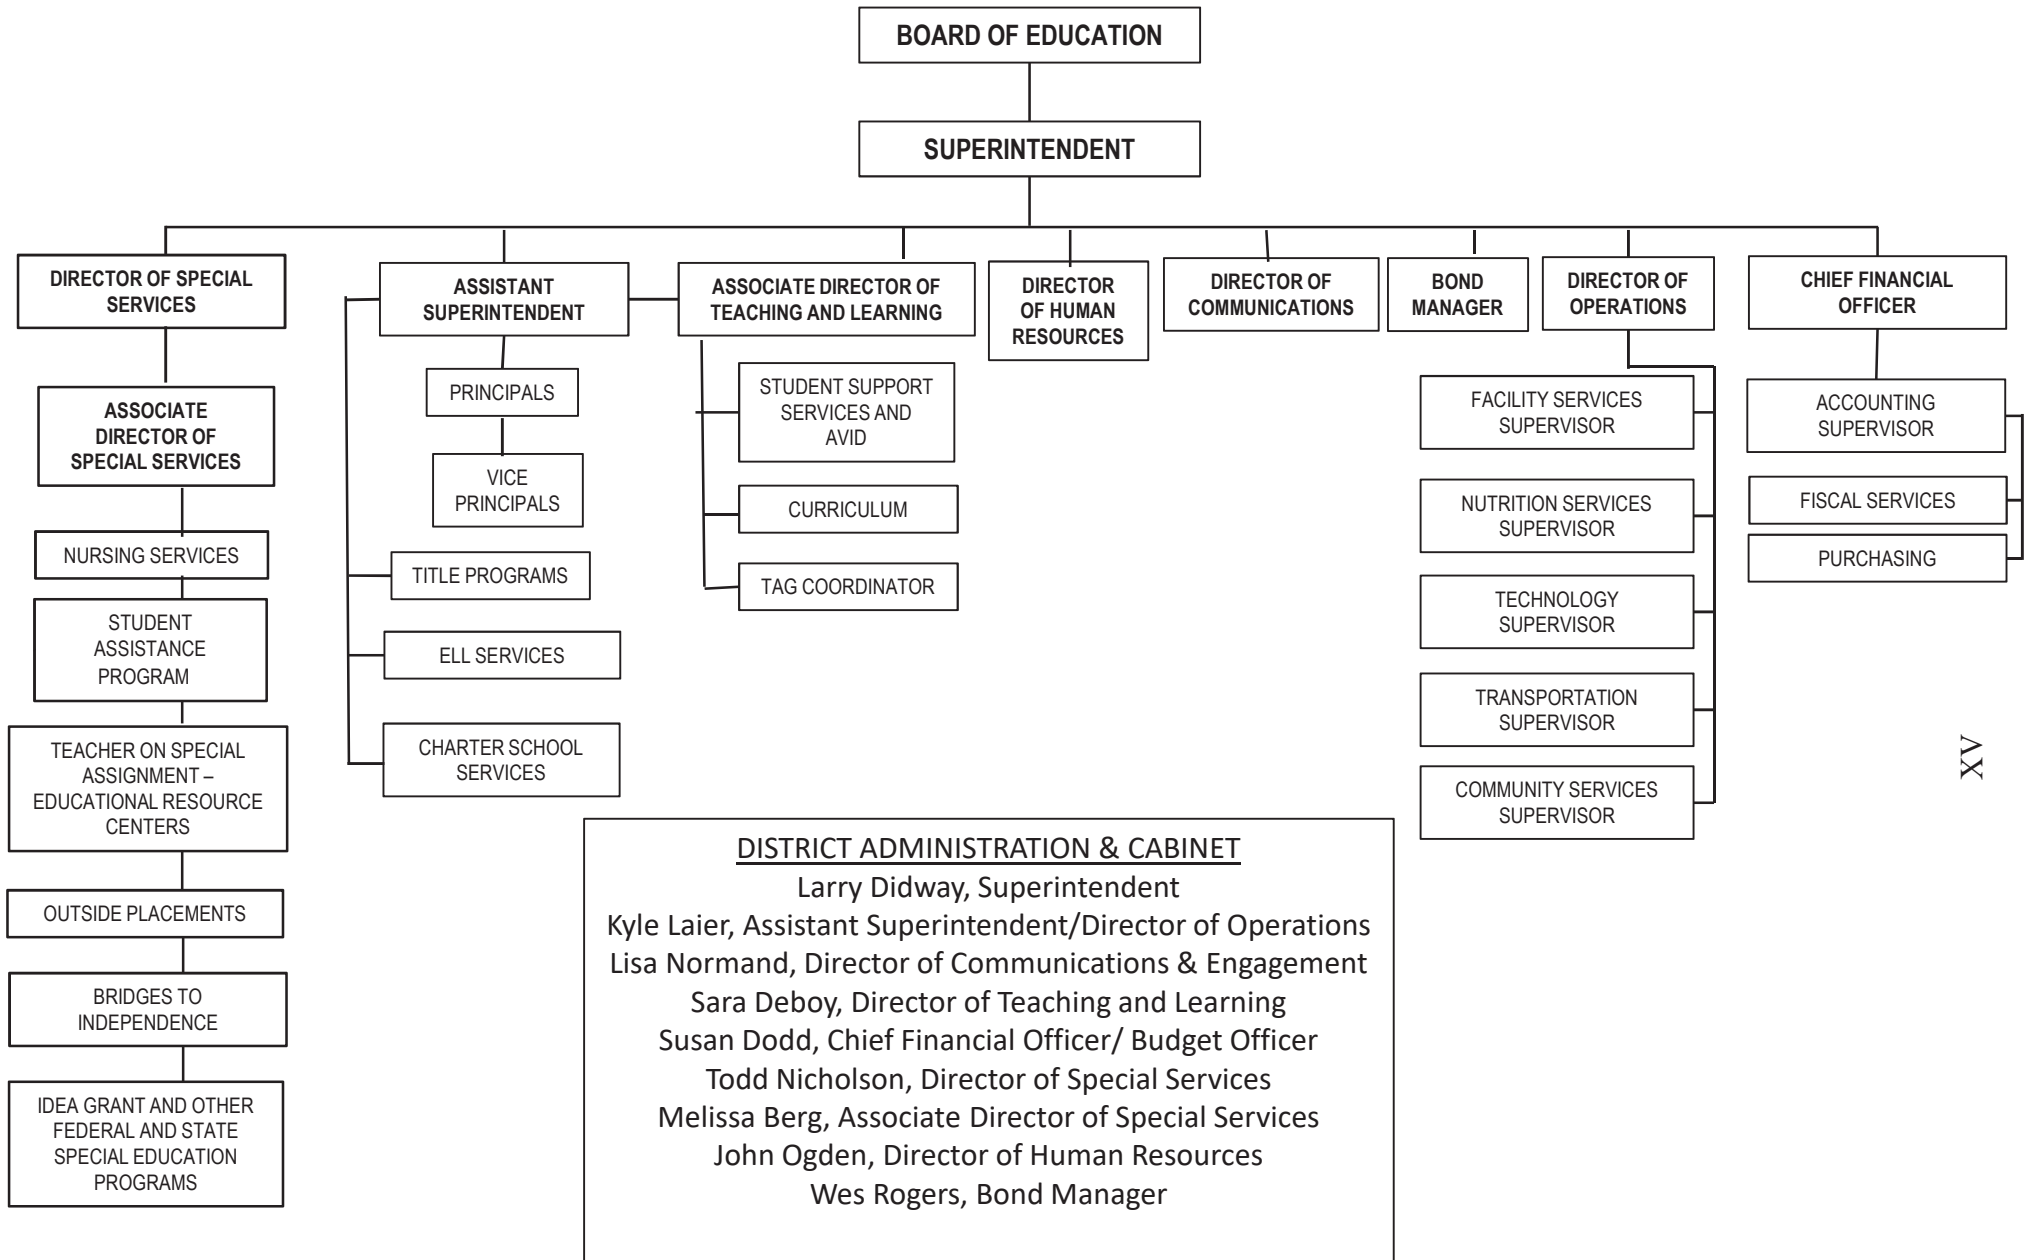 BOARD OF EDUCATION
SUPERINTENDENT
DIRECTOR OF SPECIAL
SERVICES
ASSOCIATE
DIRECTOR OF
SPECIAL SERVICES
NURSING SERVICES
STUDENT
ASSISTANCE
PROGRAM
TEACHER ON SPECIAL
ASSIGNMENT –
EDUCATIONAL RESOURCE
CENTERS
OUTSIDE PLACEMENTS
BRIDGES TO
INDEPENDENCE
IDEA GRANT AND OTHER
FEDERAL AND STATE
SPECIAL EDUCATION
PROGRAMS
ASSISTANT
SUPERINTENDENT
PRINCIPALS
VICE
PRINCIPALS
TITLE PROGRAMS
ELL SERVICES
CHARTER SCHOOL
SERVICES
ASSOCIATE DIRECTOR OF
TEACHING AND LEARNING
STUDENT SUPPORT
SERVICES AND
AVID
CURRICULUM
TAG COORDINATOR
DIRECTOR
OF HUMAN
RESOURCES
DIRECTOR OF
COMMUNICATIONS
BOND
MANAGER
DIRECTOR OF
OPERATIONS
FACILITY SERVICES
SUPERVISOR
NUTRITION SERVICES
SUPERVISOR
TECHNOLOGY
SUPERVISOR
TRANSPORTATION
SUPERVISOR
COMMUNITY SERVICES
SUPERVISOR
CHIEF FINANCIAL
OFFICER
ACCOUNTING
SUPERVISOR
FISCAL SERVICES
PURCHASING
XV
DISTRICT ADMINISTRATION & CABINET
Larry Didway, Superintendent
Kyle Laier, Assistant Superintendent/Director of Operations
Lisa Normand, Director of Communications & Engagement
Sara Deboy, Director of Teaching and Learning
Susan Dodd, Chief Financial Officer/ Budget Officer
Todd Nicholson, Director of Special Services
Melissa Berg, Associate Director of Special Services
John Ogden, Director of Human Resources
Wes Rogers, Bond Manager